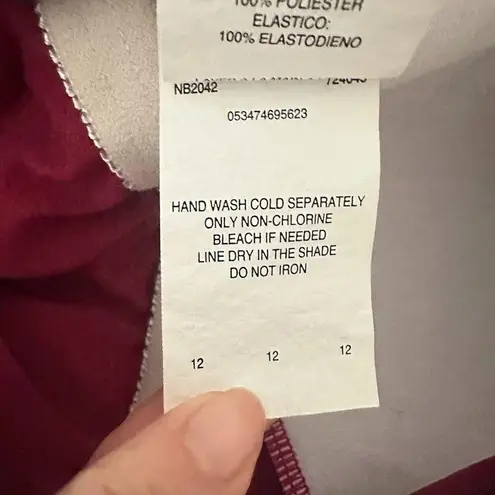 100% POLIESTER
ELASTICO:
100% ELASTODIENO
NB2042
053474695623
HAND WASH COLD SEPARATELY
ONLY NON-CHLORINE
BLEACH IF NEEDED
LINE DRY IN THE SHADE
DO NOT IRON
12 12 12